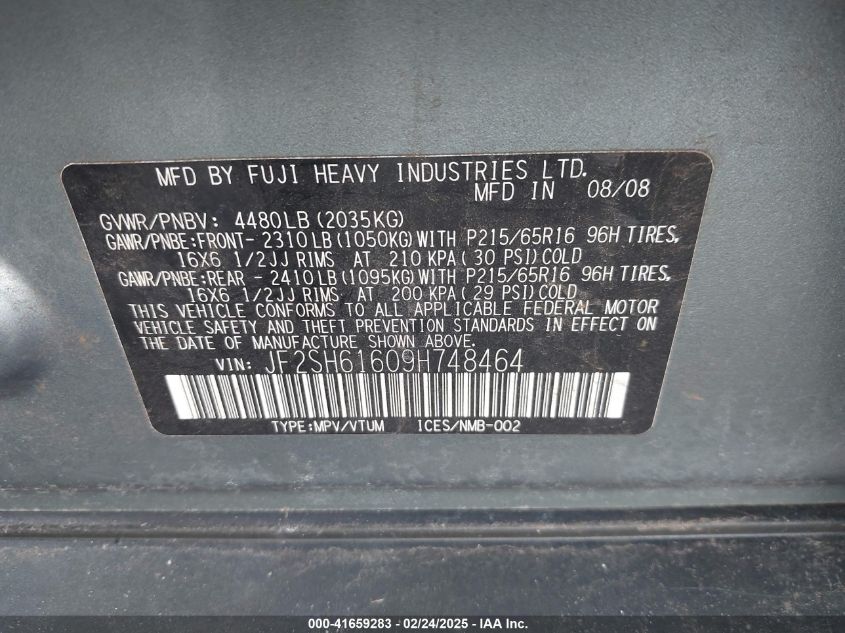 MFD BY FUJI HEAVY INDUSTRIES LTD.
MFD IN 08/08
GVWR/PNBV: 4480LB(2035KG)
GAWR/PNBE:FRONT-2310LB(1050KG)WITH P215/65R16 96H TIRES,
16X6 1/2JJ RIMS AT 210 KPA(30 PSI)COLD
GAWR/PNBE:REAR -2410LB(1095KG)WITH P215/65R16 96H TIRES,
16X6 1/2JJ RIMS AT 200 KPA(29 PSI)COLD.
THIS VEHICLE CONFORMS TO ALL APPLICABLE FEDERAL MOTOR
VEHICLE SAFETY AND THEFT PREVENTION STANDARDS IN EFFECT ON
THE DATE OF MANUFACTURE SHOWN ABOVE.
VIN: JF2SH61609H748464
TYPE:MPV/VTUM ICES/NMB-002
000-41659283 - 02/24/2025 - IAA Inc.